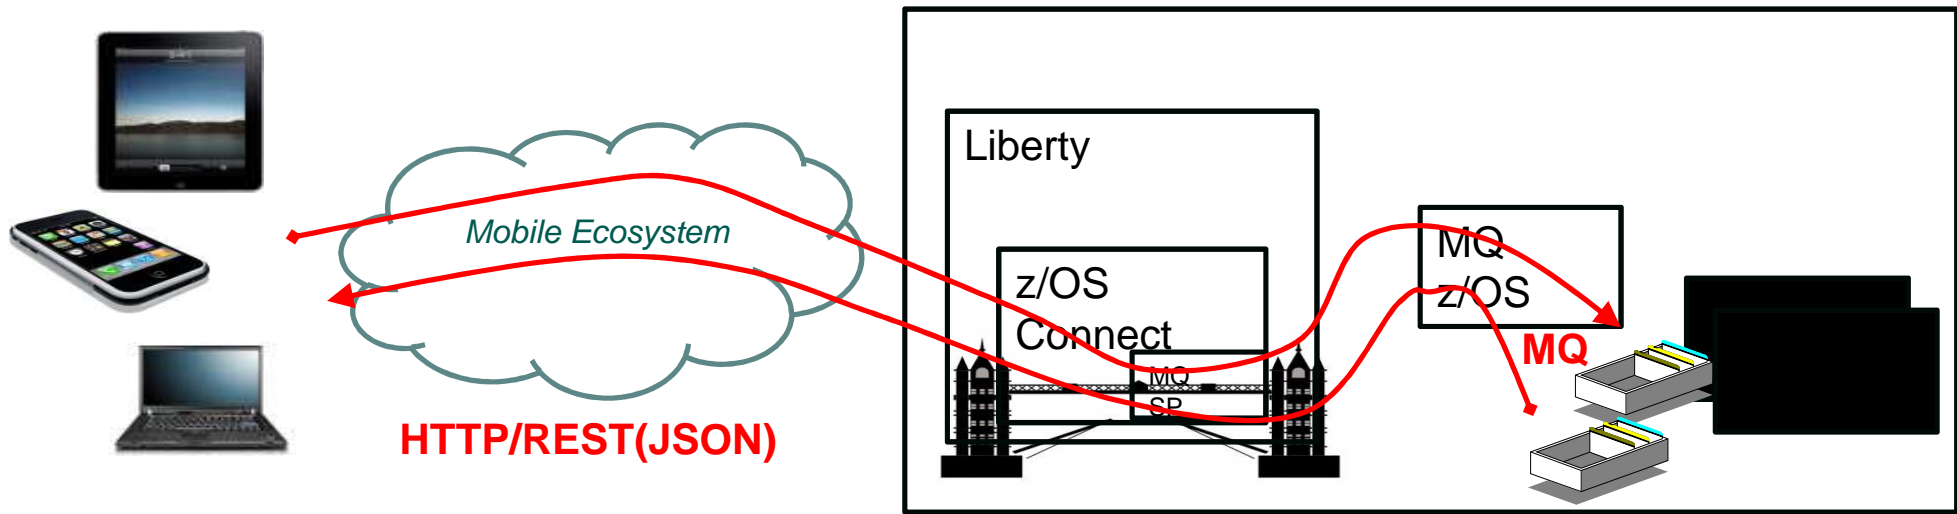 Liberty
Mobile Ecosystem
MQ
z/OS
z/OS
Connect
MQ
MQ
SP
HTTP/REST(JSON)